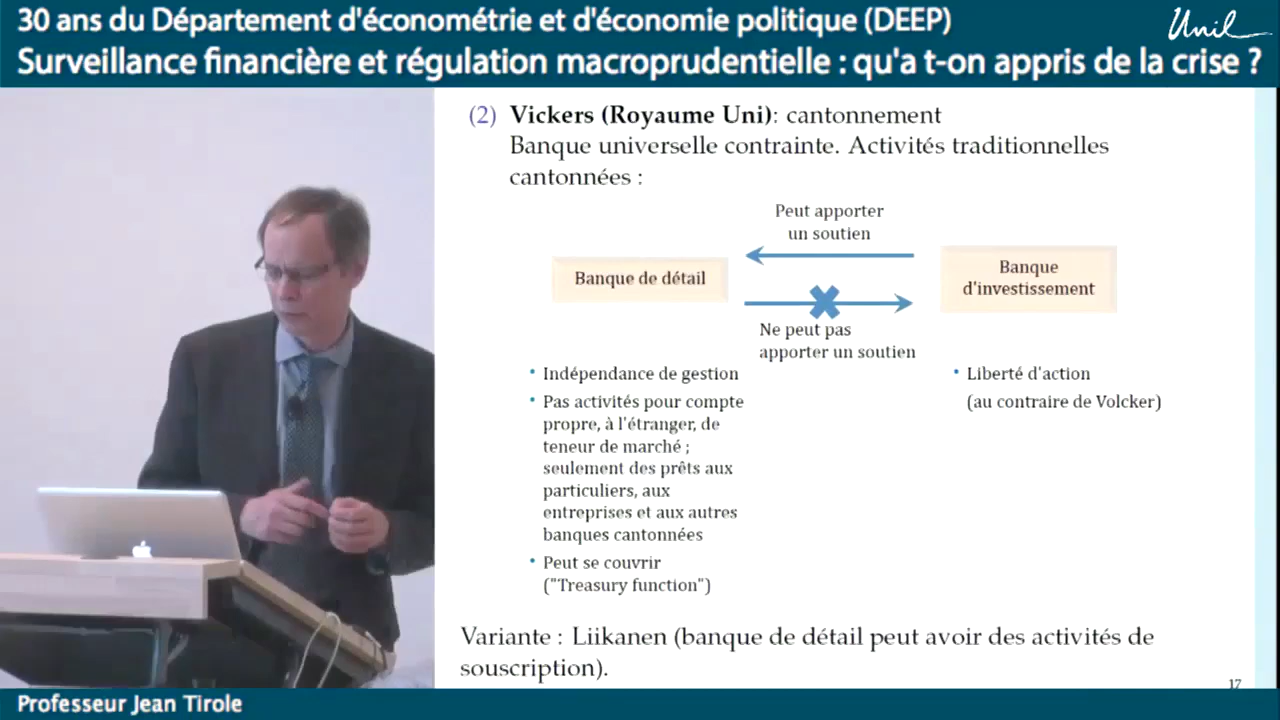 30 ans du Département d'économétrie et d'économie politique (DEEP)
Unil
Surveillance financière et régulation macroprudentielle : qu'a t-on appris de la crise ?
(2) Vickers (Royaume Uni): cantonnement
Banque universelle contrainte. Activités traditionnelles
cantonnées :
Peut apporter
un soutien
Banque de détail
Banque
d'investissement
Ne peut pas
apporter un soutien
• Indépendance de gestion
• Pas activités pour compte
propre, à l'étranger, de
teneur de marché ;
seulement des prêts aux
particuliers, aux
entreprises et aux autres
banques cantonnées
• Peut se couvrir
("Treasury function")
• Liberté d'action
(au contraire de Volcker)
Variante : Liikanen (banque de détail peut avoir des activités de
souscription).
17
Professeur Jean Tirole